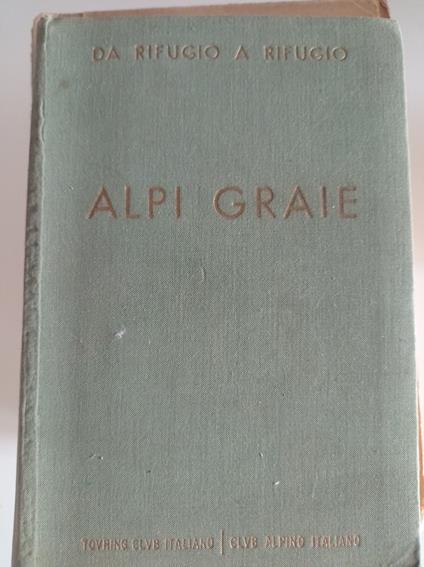 DA RIFUGIO A RIFUGIO
ALPI GRAIE
TOVRING CLVB ITALIANO | CLVB ALPINO ITALIANO